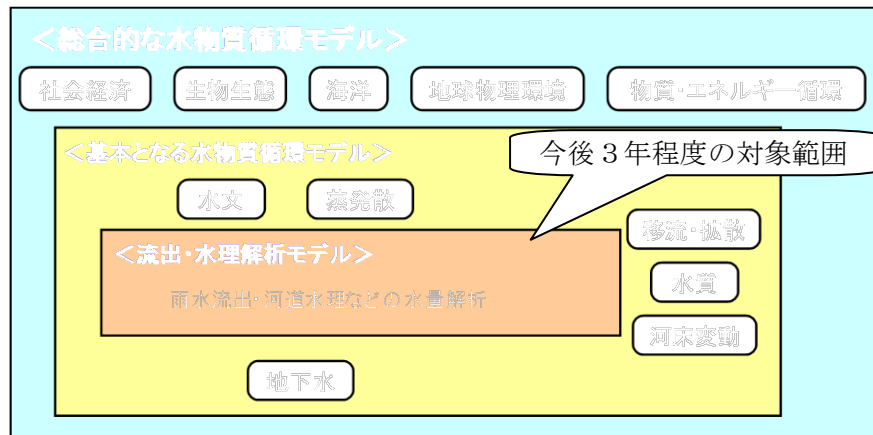 ＜総合的な水物質循環モデル＞
社会経済 生物生態 海洋 地球物理環境 物質･エネルギー循環
＜基本となる水物質循環モデル＞
今後３年程度の対象範囲
水文 蒸発散
移流･拡散
＜流出･水理解析モデル＞
水質
雨水流出･河道水理などの水量解析
河床変動
地下水